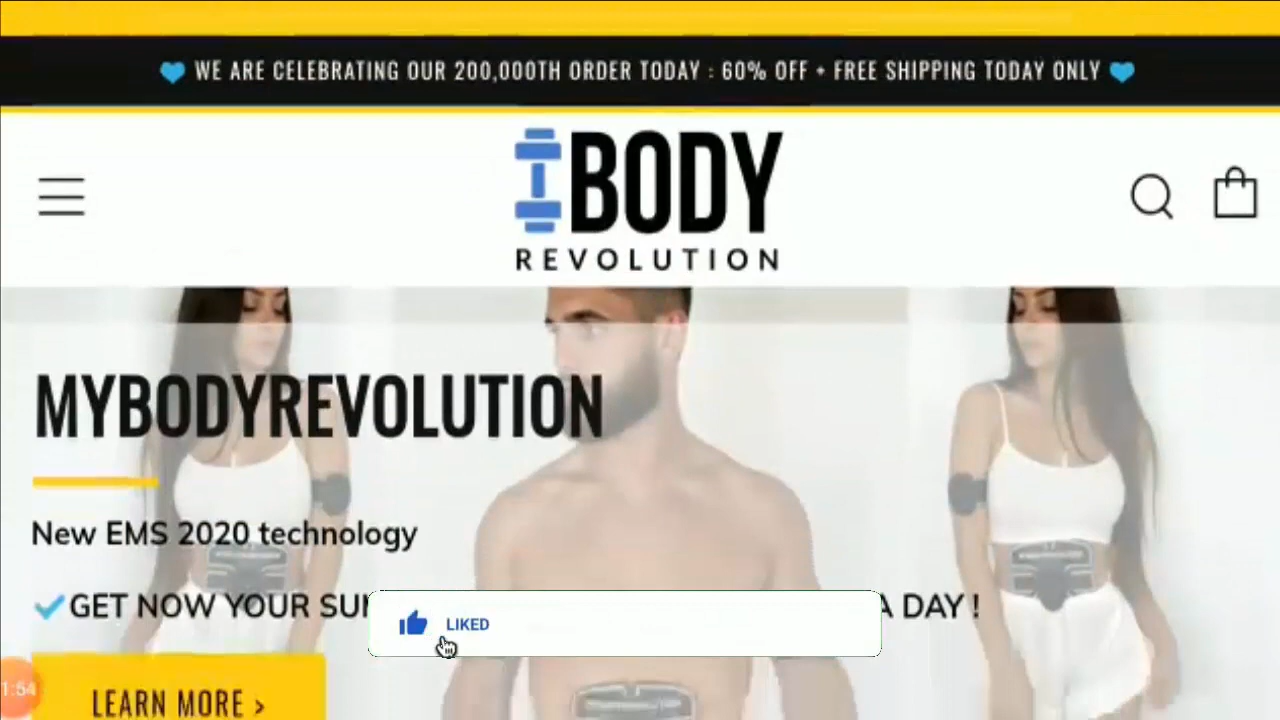 WE ARE CELEBRATING OUR 200,000TH ORDER TODAY : 60% OFF + FREE SHIPPING TODAY ONLY
BODY
REVOLUTION
MYBODYREVOLUTION
New EMS 2020 technology
GET NOW YOUR A DAY !
LIKED
1:54
LEARN MORE >